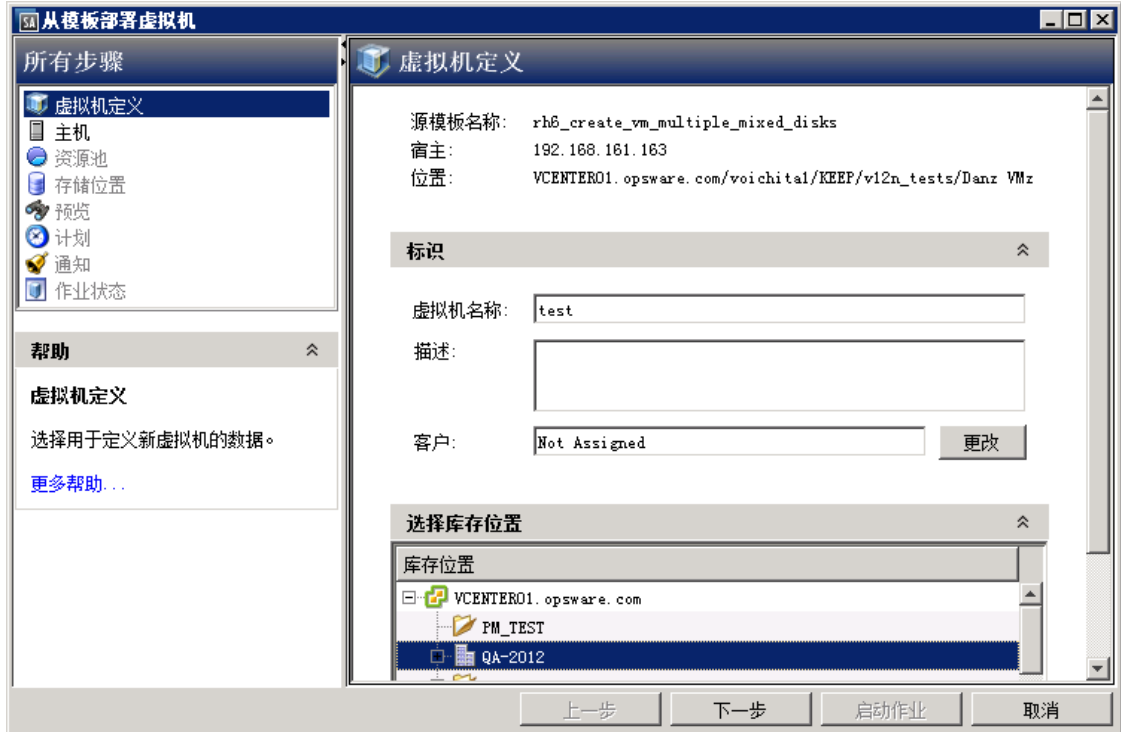 SA 从模板部署虚拟机
所有步骤
虚拟机定义
主机
资源池
存储位置
预览
计划
通知
作业状态
帮助
虚拟机定义
选择用于定义新虚拟机的数据。
更多帮助...
虚拟机定义
源模板名称: rh6_create_vm_multiple_mixed_disks
宿主: 192.168.161.163
位置: VCENTER01.opsware.com/voichita1/KEEP/v12n_tests/Danz VMz
标识
虚拟机名称: test
描述:
客户: Not Assigned 更改
选择库存位置
库存位置
VCENTER01.opsware.com
PM_TEST
QA-2012
上一步 下一步 启动作业 取消